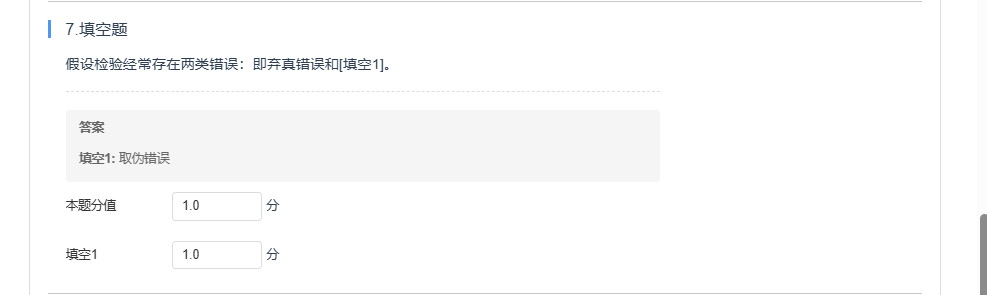 7.填空题
假设检验经常存在两类错误：即弃真错误和[填空1]。
答案
填空1: 取伪错误
本题分值 1.0 分
填空1 1.0 分